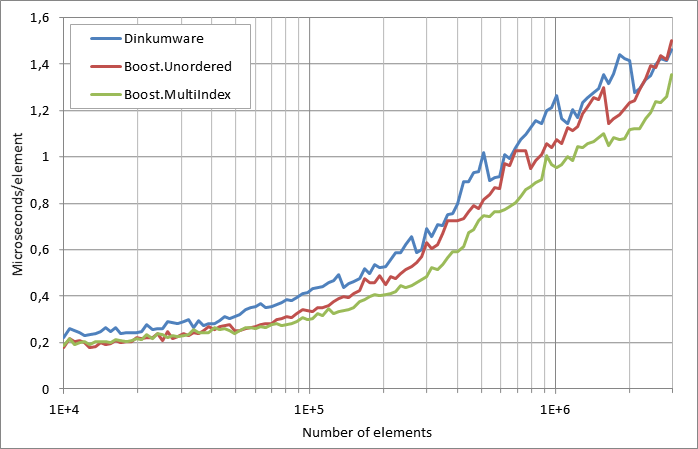 1,6
1,4
1,2
1
0,8
0,6
0,4
0,2
0
Microseconds/element
Dinkumware
Boost.Unordered
Boost.MultiIndex
1E+4 1E+5 1E+6
Number of elements